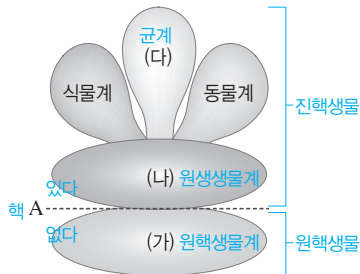 균계
(다)
식물계
동물계
진핵생물
(나) 원생생물계
있다
핵 A
없다
(가) 원핵생물계
원핵생물